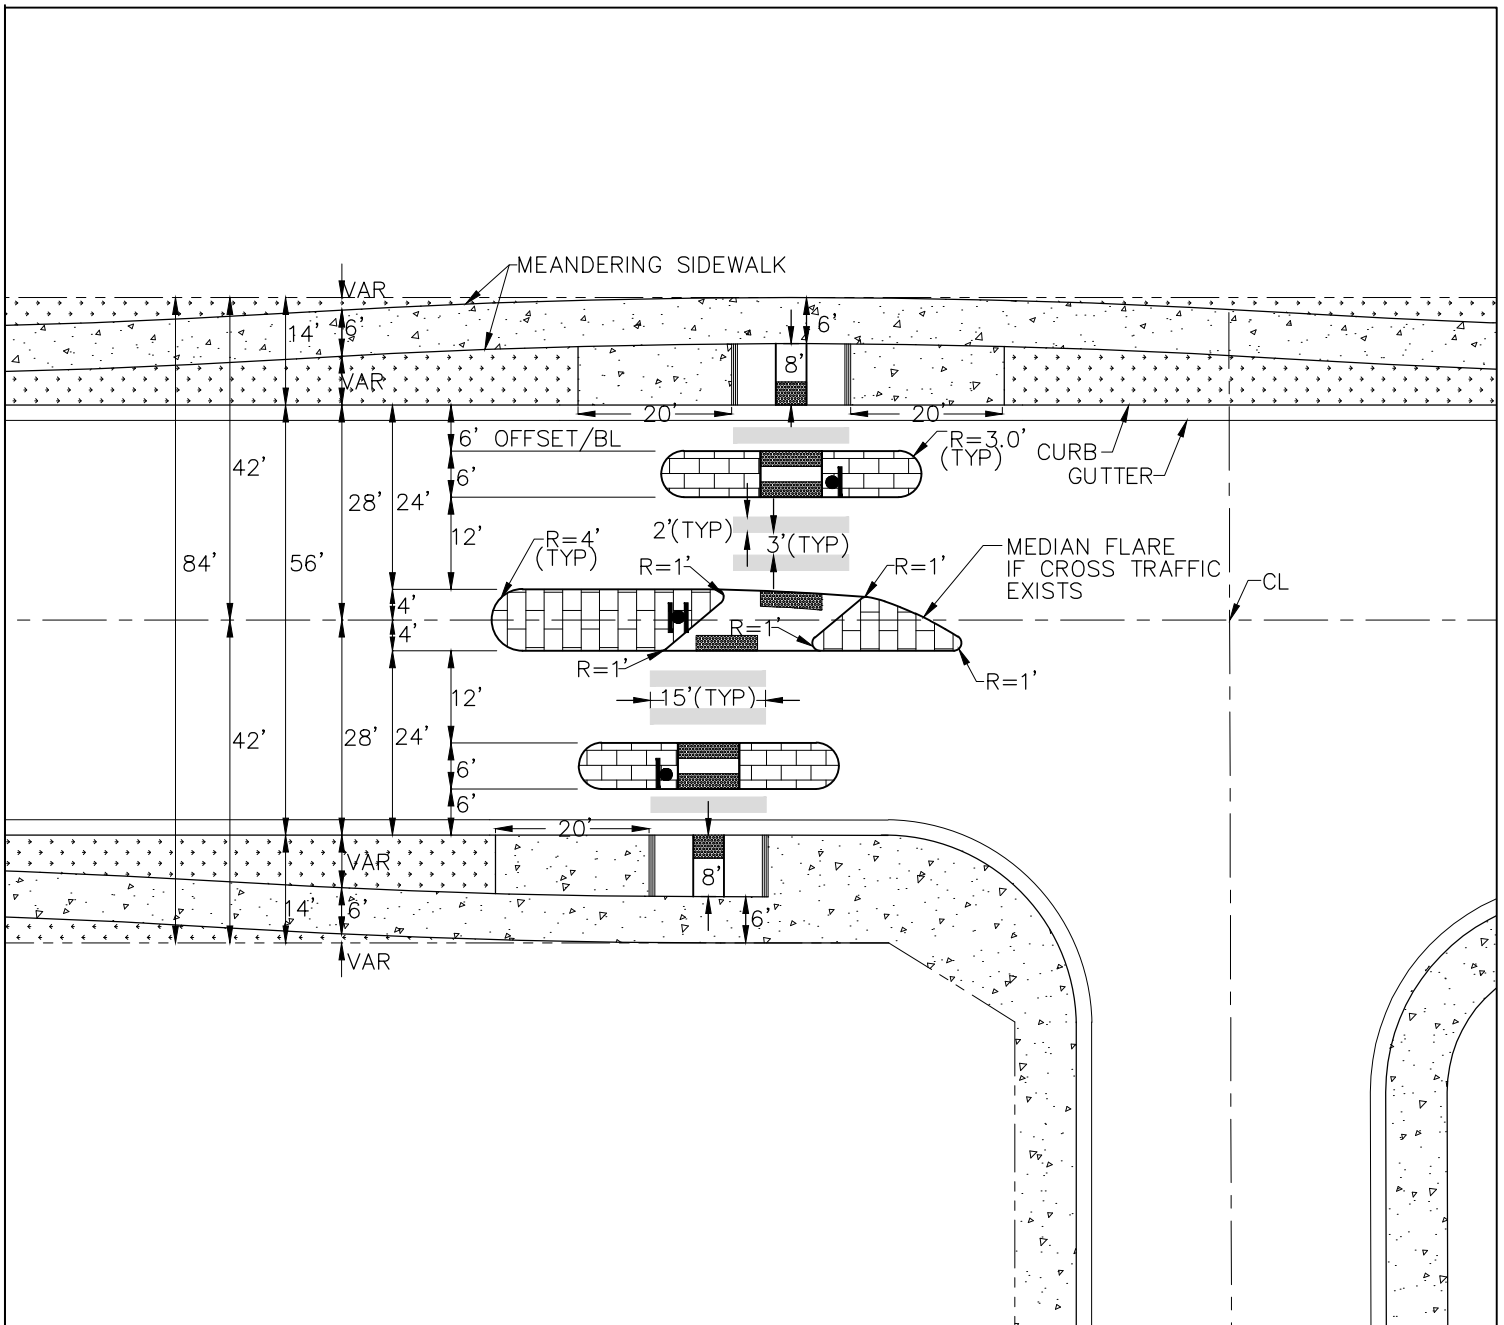 MEANDERING SIDEWALK
VAR
14'
6'
6'
8'
VAR
20'
20'
6' OFFSET/BL
R=3.0'
(TYP)
CURB
GUTTER
42'
6'
28'
24'
12'
2'(TYP)
3'(TYP)
R=4'
(TYP)
R=1'
R=1'
MEDIAN FLARE
IF CROSS TRAFFIC
EXISTS
84'
56'
CL
4'
4'
R=1'
R=1'
R=1'
12'
15'(TYP)
42'
28'
24'
6'
6'
20'
VAR
8'
14'
6'
6'
VAR